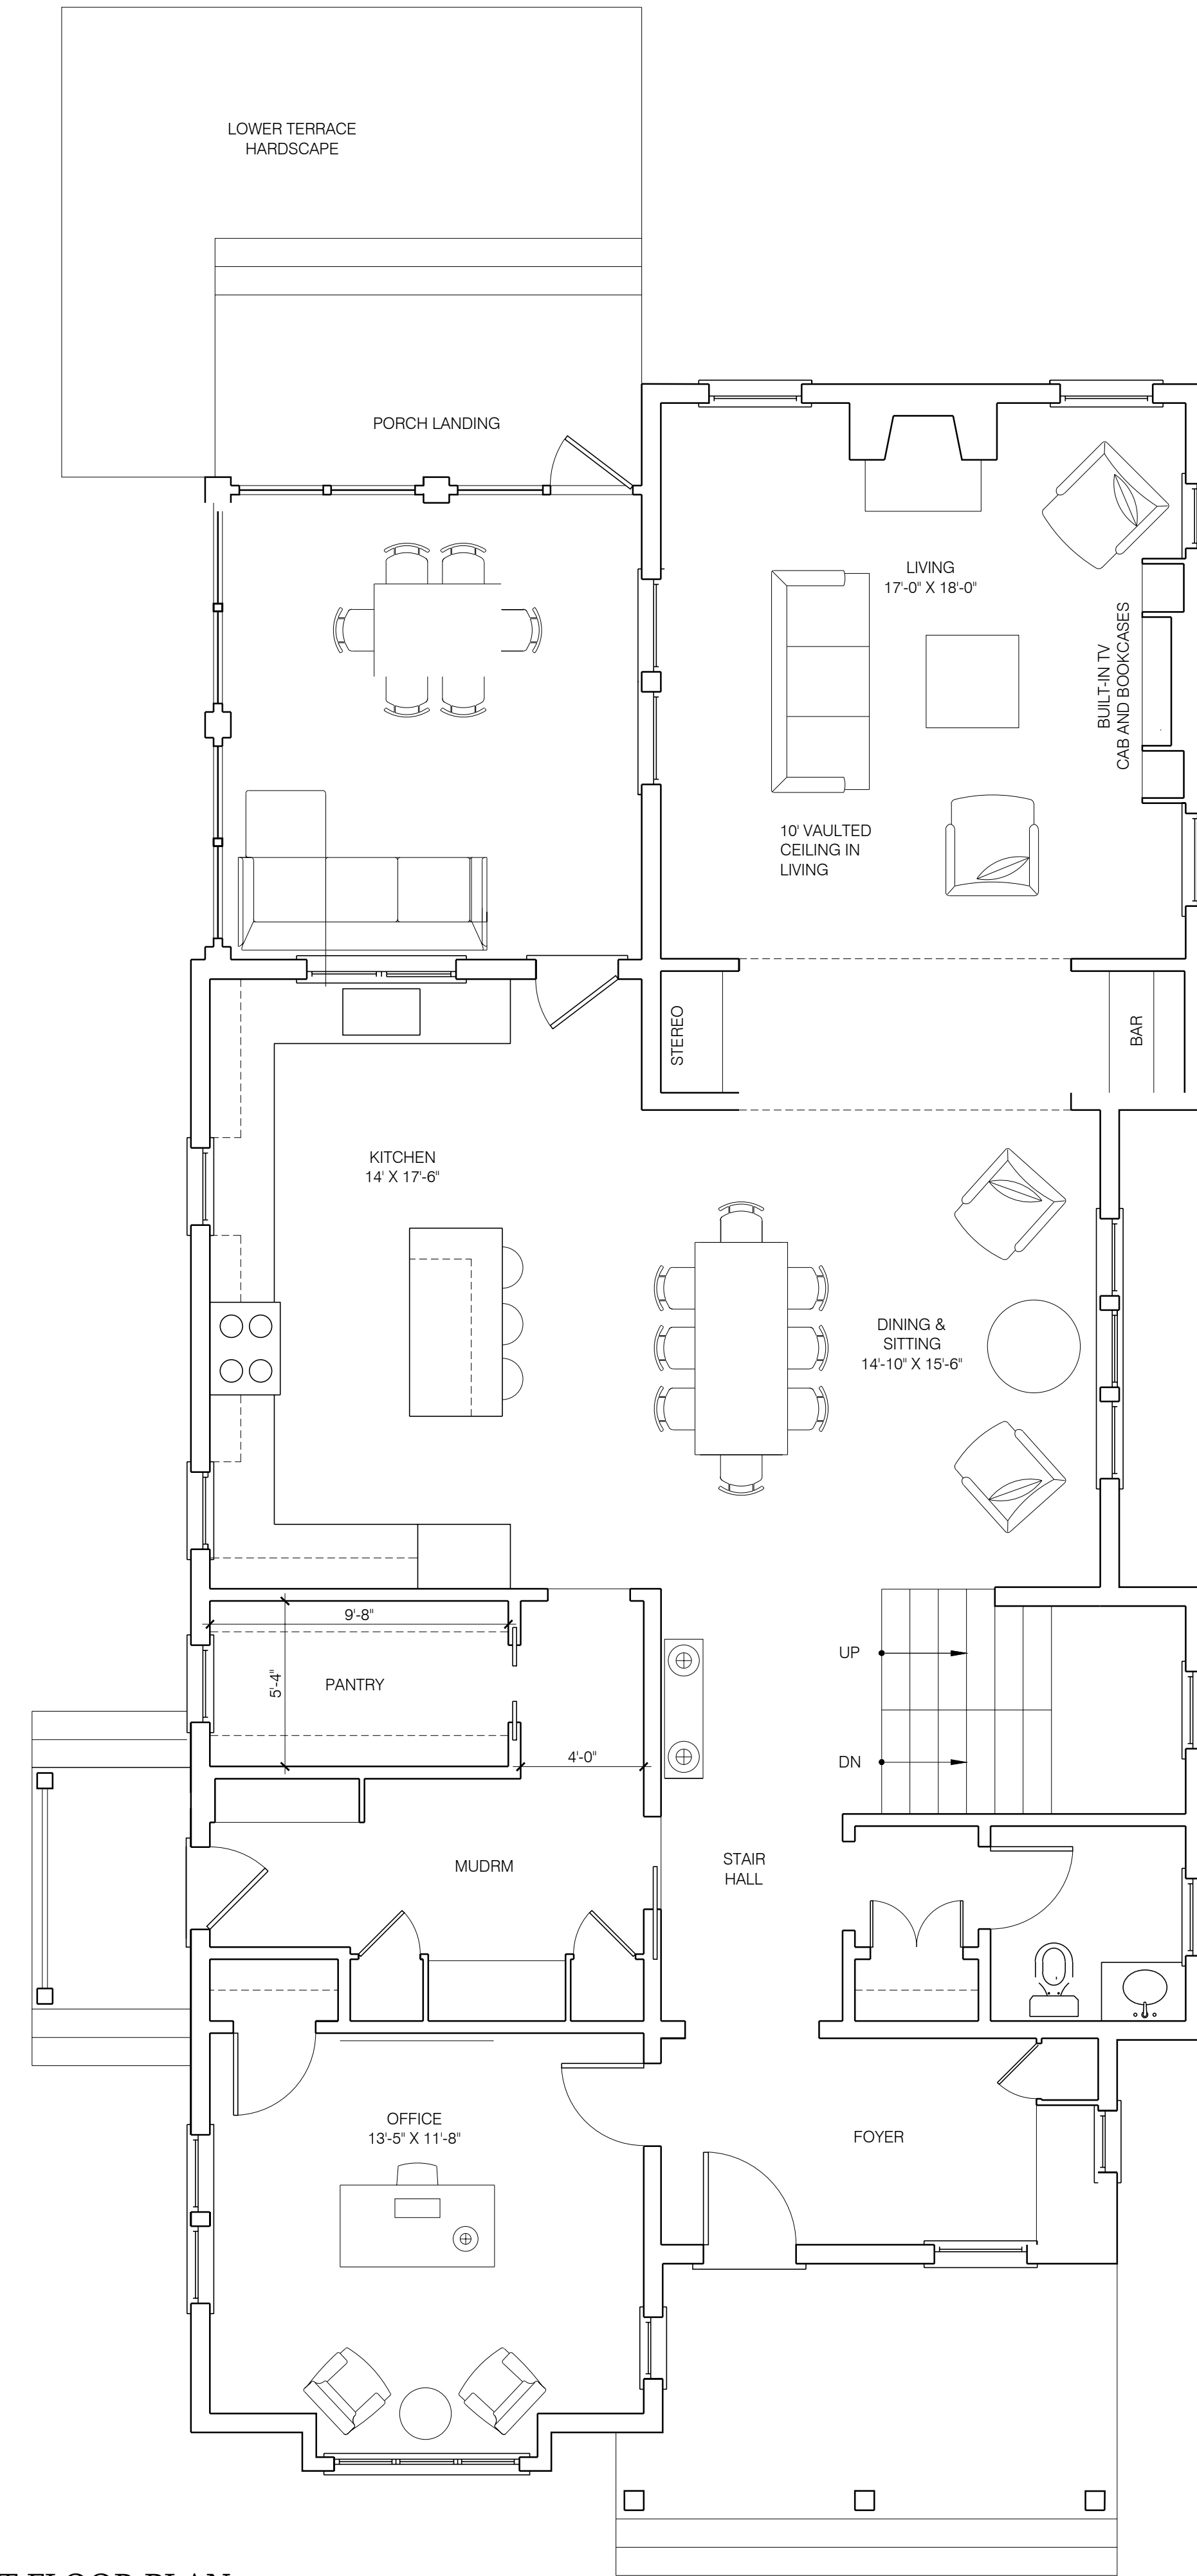 LOWER TERRACE
HARDSCAPE
PORCH LANDING
LIVING
17'-0" X 18'-0"
BUILT-IN TV
CAB AND BOOKCASES
10' VAULTED
CEILING IN
LIVING
STEREO
BAR
KITCHEN
14' X 17'-6"
DINING &
SITTING
14'-10" X 15'-6"
9'-8"
5'-4"
PANTRY
UP
4'-0"
DN
MUDRM
STAIR
HALL
OFFICE
13'-5" X 11'-8"
FOYER
T FLOOR PLAN